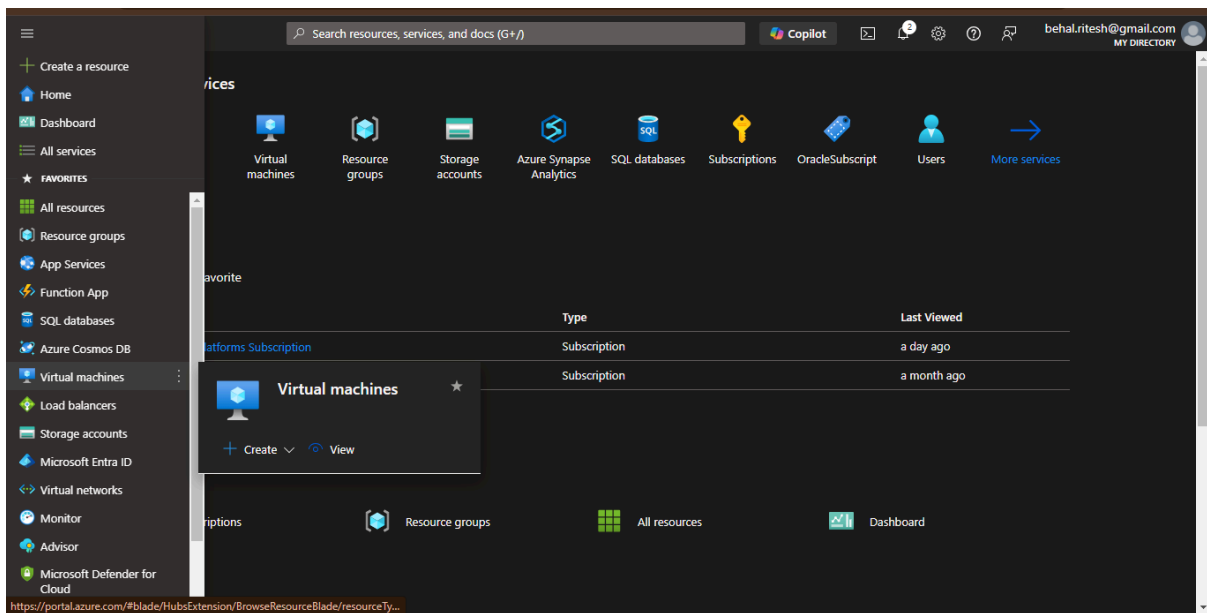 Search resources, services, and docs (G+/)
Copilot
2
behal.ritesh@gmail.com
MY DIRECTORY
Create a resource
Home
Dashboard
All services
FAVORITES
All resources
Resource groups
App Services
Function App
SQL databases
Azure Cosmos DB
Virtual machines
Load balancers
Storage accounts
Microsoft Entra ID
Virtual networks
Monitor
Advisor
Microsoft Defender for
Cloud
https://portal.azure.com/#blade/HubsExtension/BrowseResourceBlade/resourceTy...
vices
Virtual
machines
Resource
groups
Storage
accounts
Azure Synapse
Analytics
SQL
SQL databases
Subscriptions
OracleSubscript
Users
More services
avorite
Type
Last Viewed
latforms Subscription
Subscription
a day ago
Subscription
a month ago
Virtual machines
Create
View
riptions
Resource groups
All resources
Dashboard